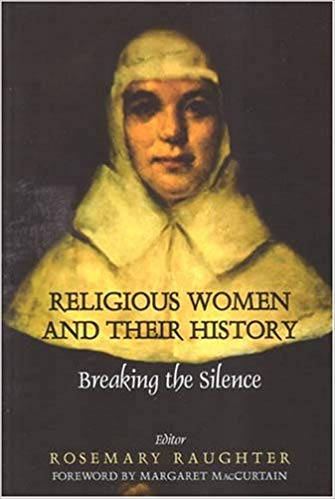 RELIGIOUS WOMEN
AND THEIR HISTORY
Breaking the Silence
Editor
ROSEMARY RAUGHTER
FOREWORD BY MARGARET MACCURTAIN